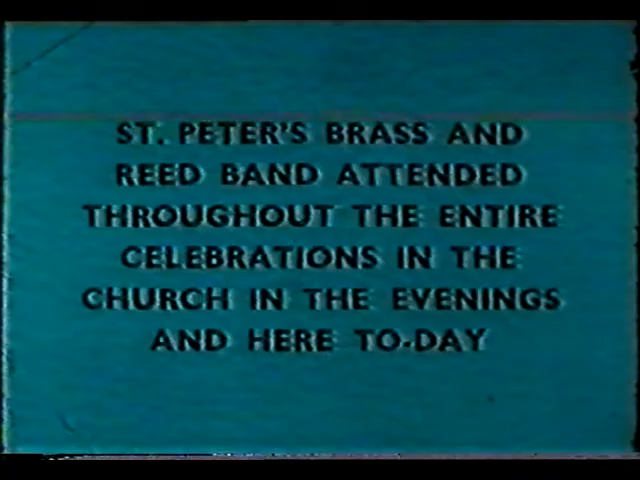 ST. PETER'S BRASS AND
REED BAND ATTENDED
THROUGHOUT THE ENTIRE
CELEBRATIONS IN THE
CHURCH IN THE EVENINGS
AND HERE TO-DAY